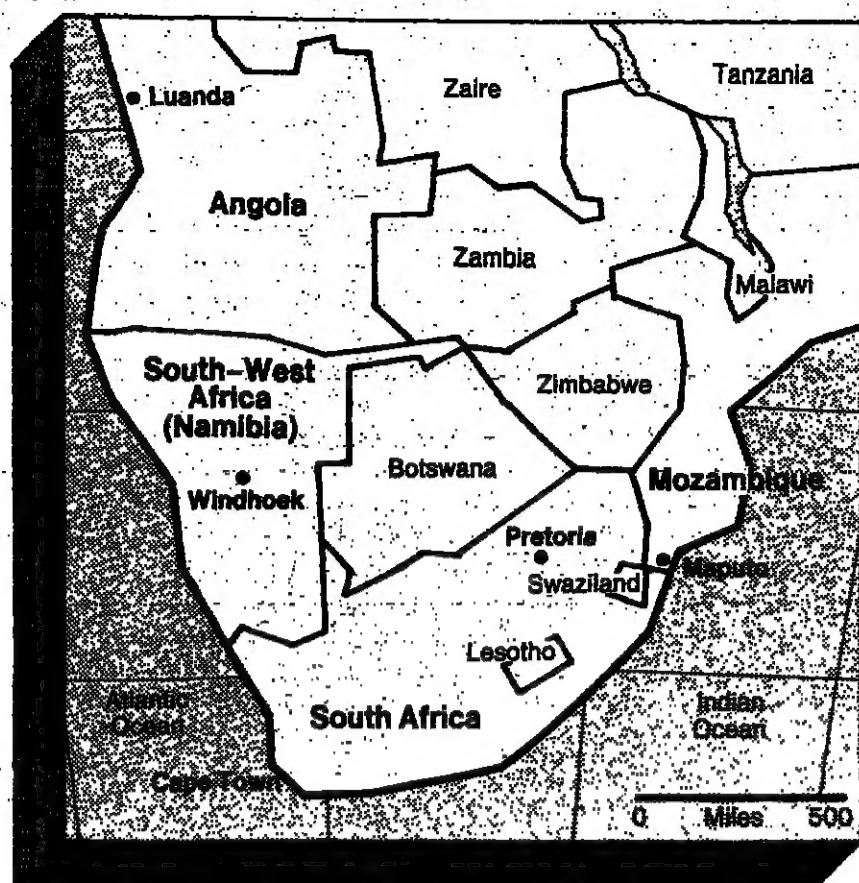 Tanzania
Zaire
Luanda
Angola
Zambia
Malawi
South-West
Africa
(Namibia)
Zimbabwe
Botswana
Windhoek
Mozambique
Pretoria
Maputo
Swaziland
Lesotho
Atlantic
Ocean
South Africa
Indian
Ocean
Cape Town
0 Miles 500